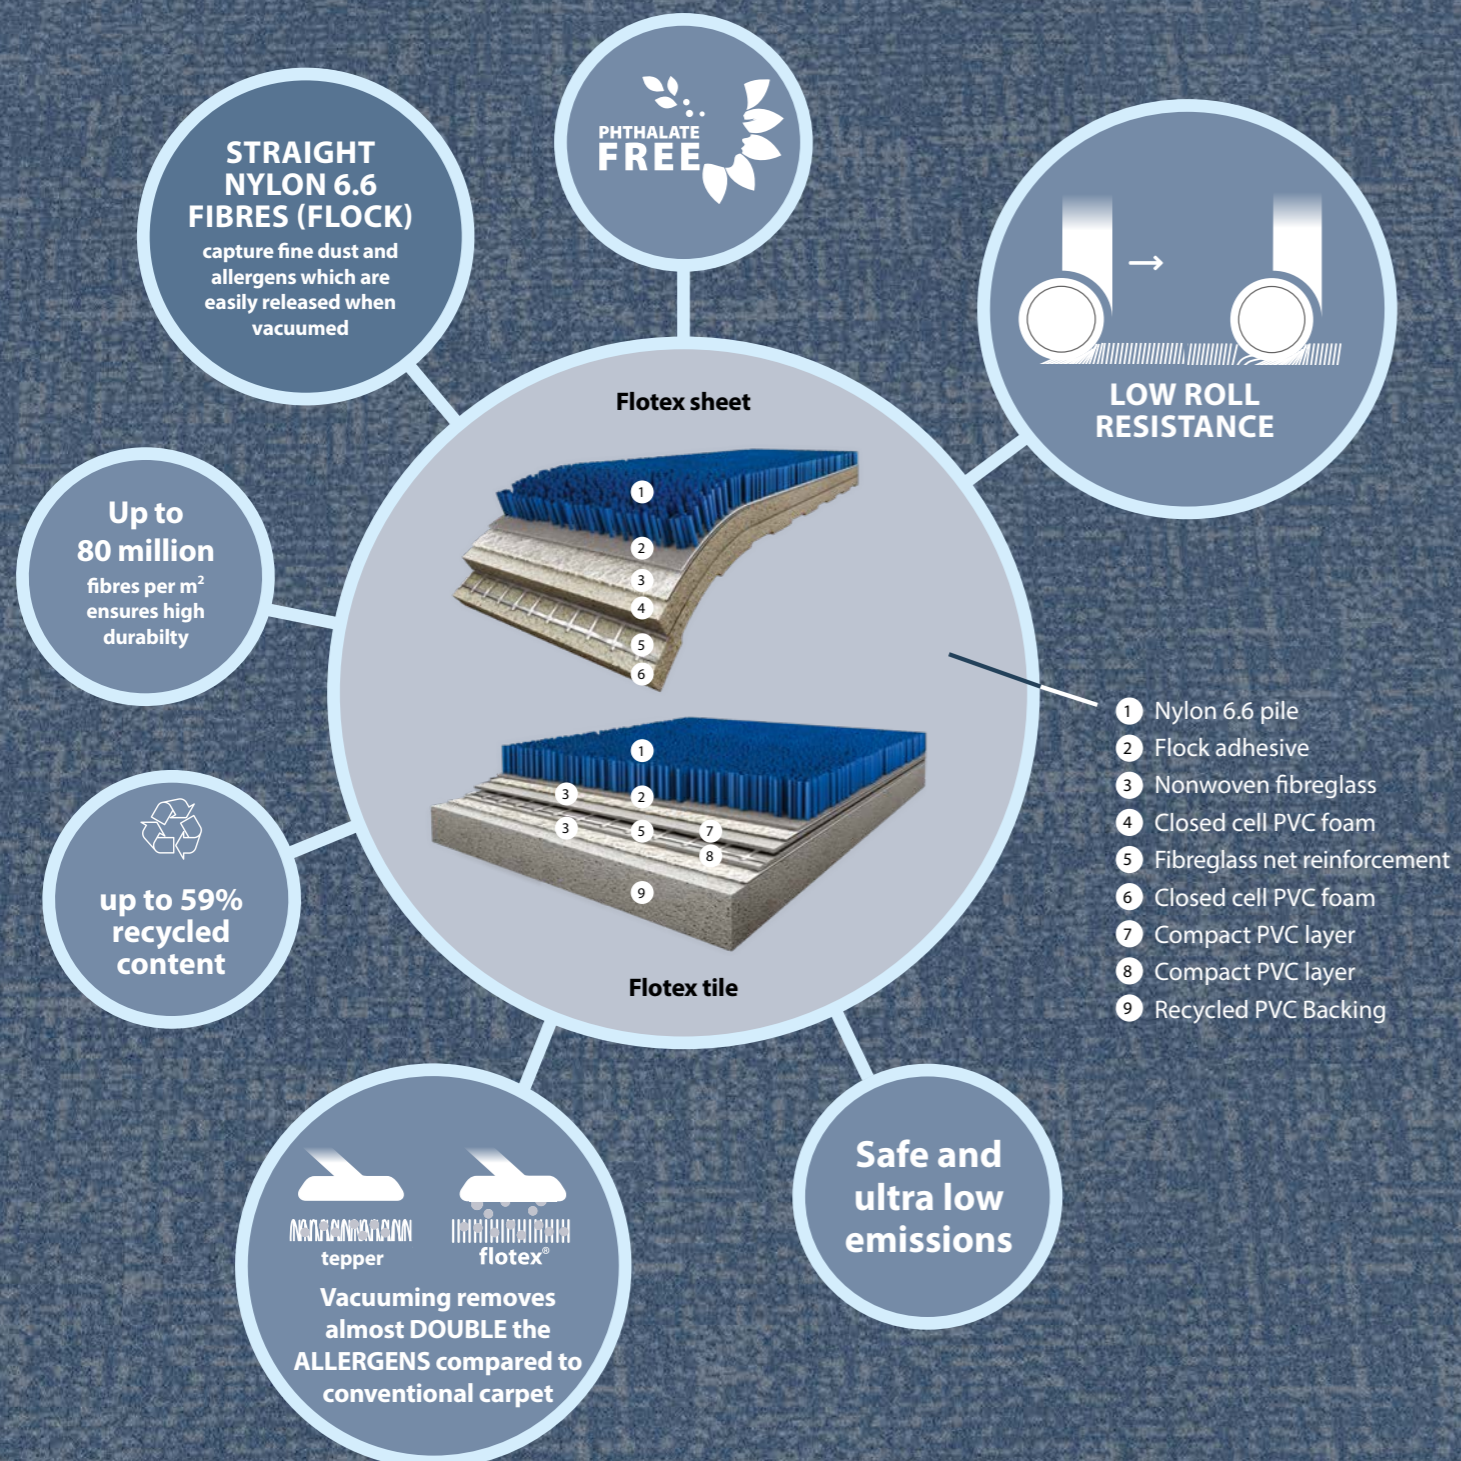 PHTHALATE
FREE
STRAIGHT
NYLON 6.6
FIBRES (FLOCK)
capture fine dust and
allergens which are
easily released when
vacuumed
LOW ROLL
RESISTANCE
Up to
80 million
fibres per m²
ensures high
durabilty
up to 59%
recycled
content
Flotex sheet
1
2
3
4
5
6
1
3
2
3
5
7
8
9
Flotex tile
1 Nylon 6.6 pile
2 Flock adhesive
3 Nonwoven fibreglass
4 Closed cell PVC foam
5 Fibreglass net reinforcement
6 Closed cell PVC foam
7 Compact PVC layer
8 Compact PVC layer
9 Recycled PVC Backing
tepper
flotex®
Vacuuming removes
almost DOUBLE the
ALLERGENS compared to
conventional carpet
Safe and
ultra low
emissions